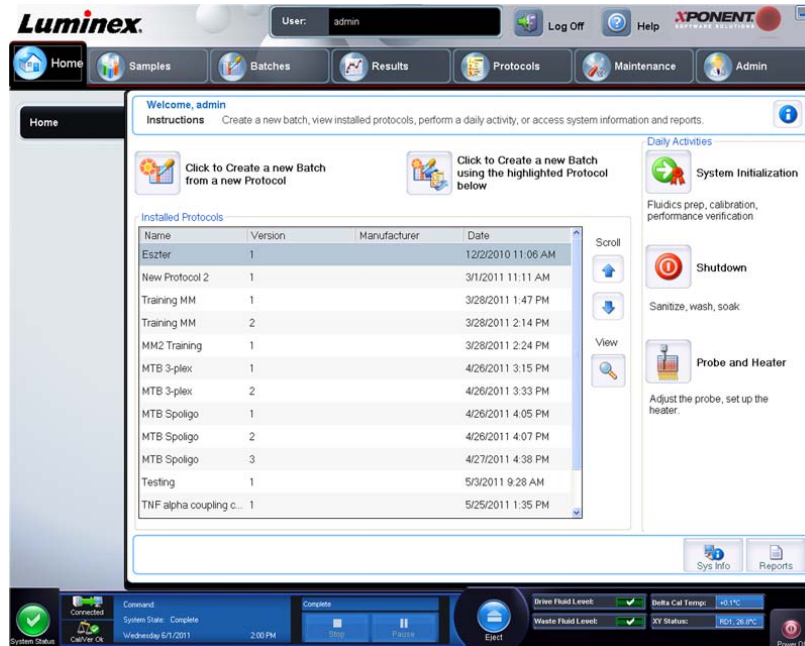 Luminex.
User: admin
Log Off
Help
XPONENT
SOFTWARE SOLUTIONS
Home
Samples
Batches
Results
Protocols
Maintenance
Admin
Home
Welcome, admin
Instructions Create a new batch, view installed protocols, perform a daily activity, or access system information and reports.
Click to Create a new Batch
from a new Protocol
Click to Create a new Batch
using the highlighted Protocol
below
Installed Protocols
Name Version Manufacturer Date
Eszter 1 12/2/2010 11:06 AM
New Protocol 2 1 3/1/2011 11:11 AM
Training MM 1 3/28/2011 1:47 PM
Training MM 2 3/28/2011 2:14 PM
MM2 Training 1 3/28/2011 2:24 PM
MTB 3-plex 1 4/26/2011 3:15 PM
MTB 3-plex 2 4/26/2011 3:33 PM
MTB Spoligo 1 4/26/2011 4:05 PM
MTB Spoligo 2 4/26/2011 4:07 PM
MTB Spoligo 3 4/27/2011 4:38 PM
Testing 1 5/3/2011 9:28 AM
TNF alpha coupling c... 1 5/25/2011 1:35 PM
Scroll
View
Daily Activities
System Initialization
Fluidics prep, calibration,
performance verification
Shutdown
Sanitize, wash, soak
Probe and Heater
Adjust the probe, set up the
heater.
Sys Info
Reports
System Status
Connected
Cal/Ver Ok
Command:
System State: Complete
Wednesday 6/1/2011 2:00 PM
Complete
Stop
Pause
Eject
Drive Fluid Level:
Waste Fluid Level:
Delta Cal Temp: +0.1°C
XY Status: RD1, 26.8°C